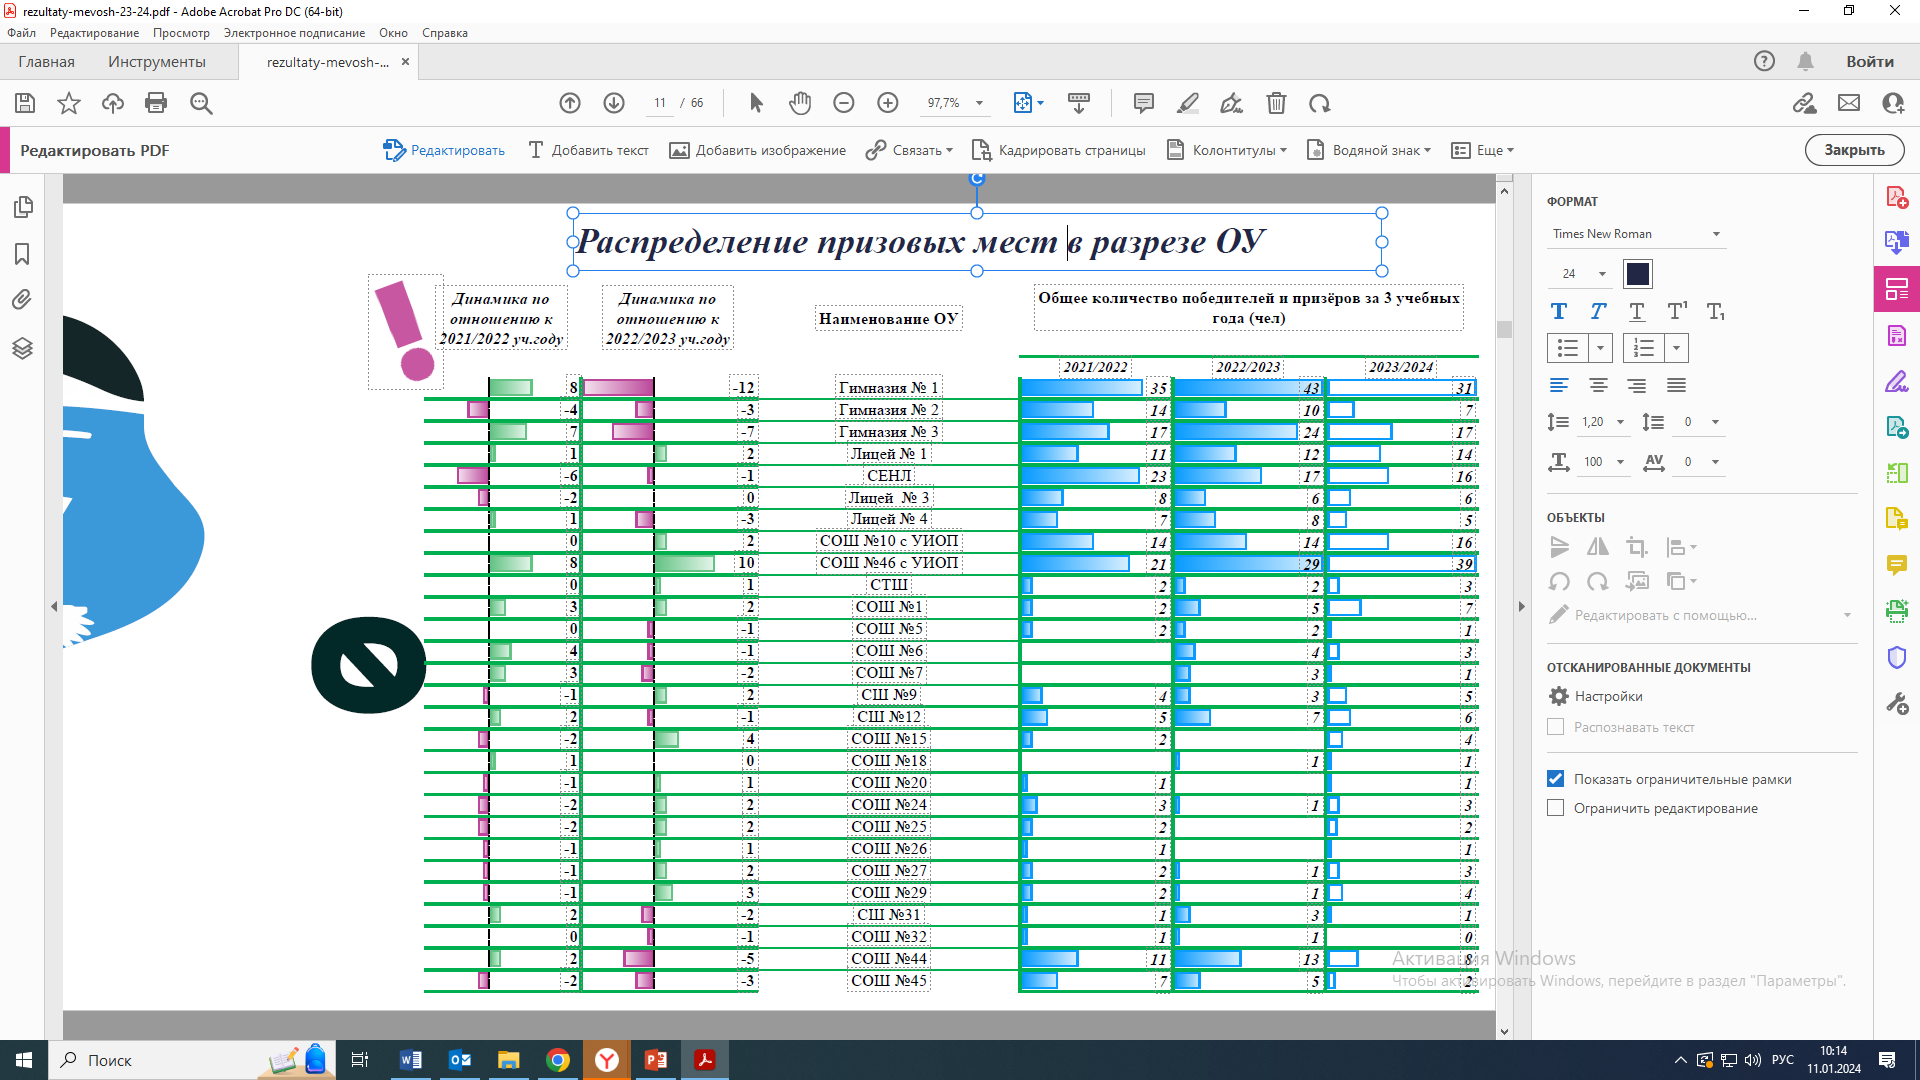 rezultaty-mevosh-23-24.pdf - Adobe Acrobat Pro DC (64-bit)
Файл Редактирование Просмотр Электронное подписание Окно Справка
Главная Инструменты rezultaty-mevosh-... × Войти
11 / 66 97,7%
Редактировать PDF Редактировать Добавить текст Добавить изображение Связать Кадрировать страницы Колонтитулы Водяной знак Еще Закрыть
Распределение призовых мест в разрезе ОУ
Динамика по отношению к 2021/2022 уч.году
Динамика по отношению к 2022/2023 уч.году
Наименование ОУ
Общее количество победителей и призёров за 3 учебных года (чел)
2021/2022 2022/2023 2023/2024
8 -12 Гимназия № 1 35 43 31
-4 -3 Гимназия № 2 14 10 7
7 -7 Гимназия № 3 17 24 17
1 2 Лицей № 1 11 12 14
-6 -1 СЕНЛ 23 17 16
-2 0 Лицей № 3 8 6 6
1 -3 Лицей № 4 7 8 5
0 2 СОШ №10 с УИОП 14 14 16
8 10 СОШ №46 с УИОП 21 29 39
0 1 СТШ 2 2 3
3 2 СОШ №1 2 5 7
0 -1 СОШ №5 2 2 1
4 -1 СОШ №6 4 3
3 -2 СОШ №7 3 1
-1 2 СШ №9 4 3 5
2 -1 СШ №12 5 7 6
-2 4 СОШ №15 2 4
1 0 СОШ №18 1 1
-1 1 СОШ №20 1 1
-2 2 СОШ №24 3 1 3
-2 2 СОШ №25 2 2
-1 1 СОШ №26 1 1
-1 2 СОШ №27 2 1 3
-1 3 СОШ №29 2 1 4
2 -2 СШ №31 1 3 1
0 -1 СОШ №32 1 1 0
2 -5 СОШ №44 11 13 8
-2 -3 СОШ №45 7 5 2
ФОРМАТ
Times New Roman
24
1,20 0
100 0
ОБЪЕКТЫ
Редактировать с помощью...
ОТСКАНИРОВАННЫЕ ДОКУМЕНТЫ
Настройки
Распознавать текст
Показать ограничительные рамки
Ограничить редактирование
Активация Windows
Чтобы активировать Windows, перейдите в раздел "Параметры".
Поиск
РУС
10:14
11.01.2024